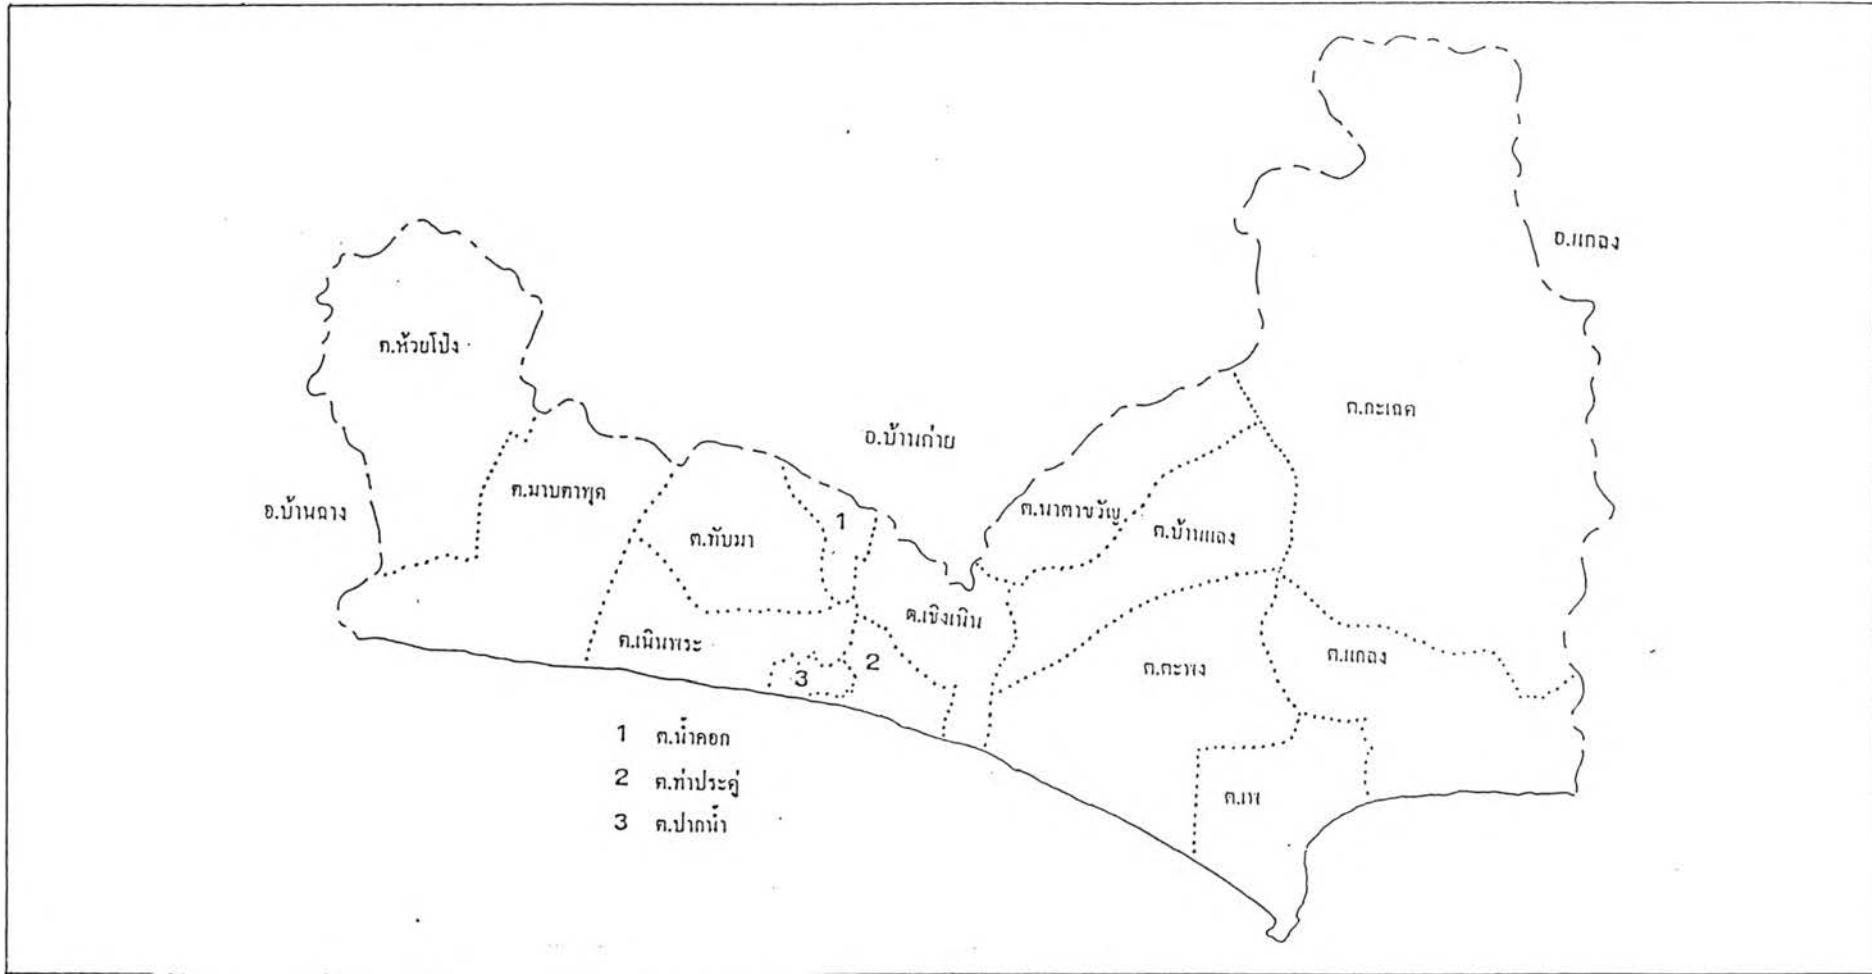 อ.แกลง
ต.ห้วยโป่ง
ต.กะเฉด
อ.บ้านค่าย
ต.มาบตาพุด
อ.บ้านฉาง
ต.นาตาขวัญ
1
ต.ทับมา
ต.บ้านแลง
ต.เชิงเนิน
ต.เนินพระ
2
ต.ตะพง
ต.แกลง
3
1 ต.น้ำคอก
2 ต.ท่าประดู่
3 ต.ปากน้ำ
ต.เพ